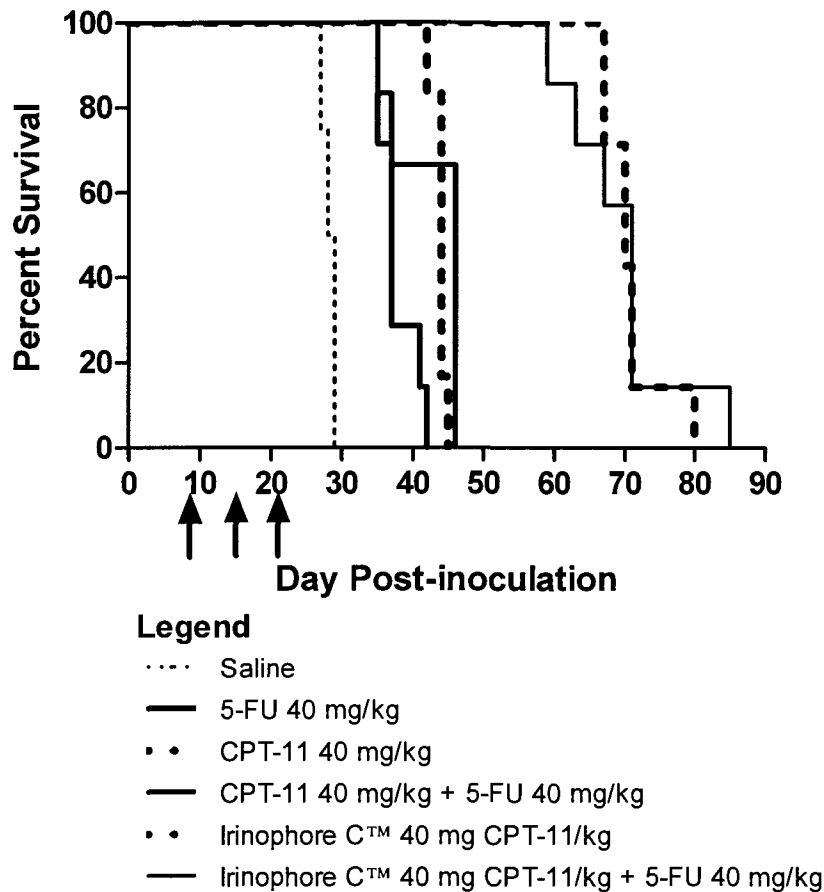 100
80
60
40
20
0
Percent Survival
0 10 20 30 40 50 60 70 80 90
Day Post-inoculation
Legend
Saline
5-FU 40 mg/kg
CPT-11 40 mg/kg
CPT-11 40 mg/kg + 5-FU 40 mg/kg
Irinophore C™ 40 mg CPT-11/kg
Irinophore C™ 40 mg CPT-11/kg + 5-FU 40 mg/kg